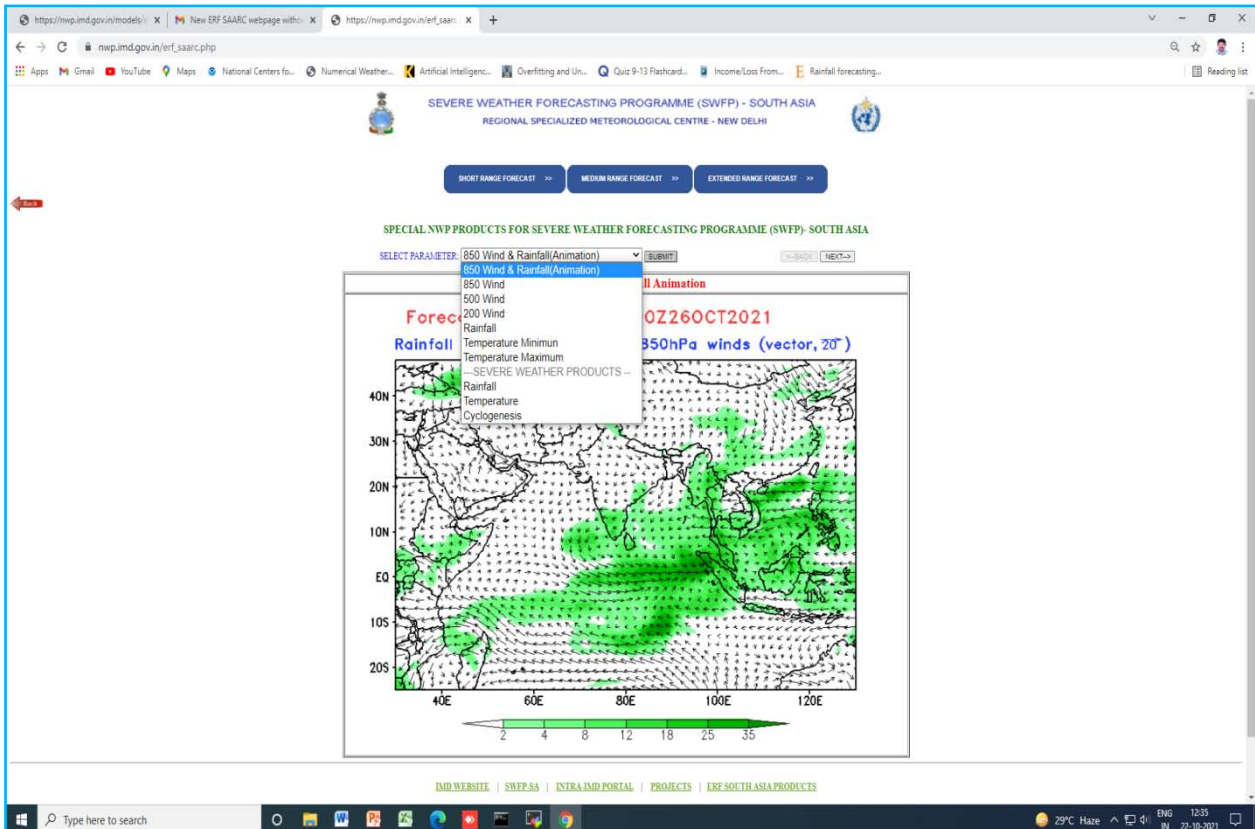 https://nwp.imd.gov.in/models/ X New ERF SAARC webpage witho X https://nwp.imd.gov.in/erf_saarc X +
nwp.imd.gov.in/erf_saarc.php
Apps Gmail YouTube Maps National Centers fo... Numerical Weather... Artificial Intelligenc... Overfitting and Un... Quiz 9-13 Flashcard... Income/Loss From... Rainfall forecasting... Reading list
SEVERE WEATHER FORECASTING PROGRAMME (SWFP) - SOUTH ASIA
REGIONAL SPECIALIZED METEOROLOGICAL CENTRE - NEW DELHI
SHORT RANGE FORECAST >> MEDIUM RANGE FORECAST >> EXTENDED RANGE FORECAST >>
Back
SPECIAL NWP PRODUCTS FOR SEVERE WEATHER FORECASTING PROGRAMME (SWFP)- SOUTH ASIA
SELECT PARAMETER: 850 Wind & Rainfall(Animation) SUBMIT <--BACK NEXT-->
850 Wind & Rainfall(Animation)
850 Wind
500 Wind
200 Wind
Rainfall
Temperature Minimun
Temperature Maximum
---SEVERE WEATHER PRODUCTS --
Rainfall
Temperature
Cyclogenesis
ll Animation
Forec 0Z26OCT2021
Rainfall 850hPa winds (vector, 20 )
40N
30N
20N
10N
EQ
10S
20S
40E 60E 80E 100E 120E
2 4 8 12 18 25 35
IMD WEBSITE | SWFP-SA | INTRA-IMD PORTAL | PROJECTS | ERF SOUTH ASIA PRODUCTS
Type here to search 29°C Haze ENG 12:35
IN 22-10-2021